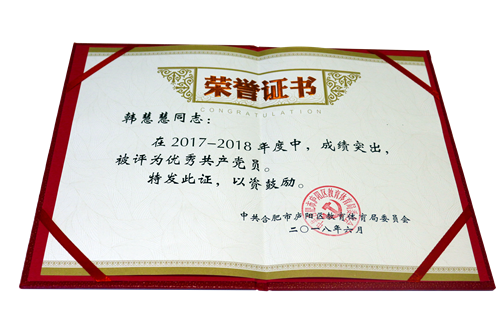 荣誉证书
CONGRATULATION
韩慧慧同志：
在2017-2018年度中，成绩突出，
被评为优秀共产党员。
特发此证，以资鼓励。
中共合肥市庐阳区教育体育局委员会
二〇一八年六月